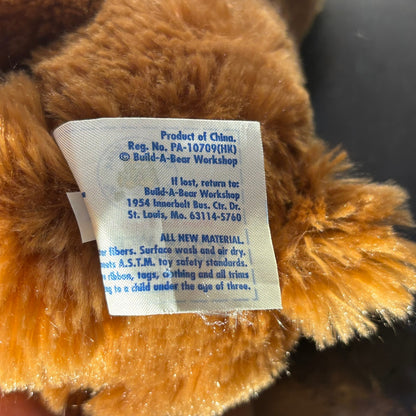 Product of China.
Reg. No. PA-10709(HK)
© Build-A-Bear Workshop
If lost, return to:
Build-A-Bear Workshop
1954 Innerbelt Bus. Ctr. Dr.
St. Louis, Mo. 63114-5760
ALL NEW MATERIAL.
fibers. Surface wash and air dry.
A.S.T.M. toy safety standards.
ribbon, tags, clothing and all trims
to a child under the age of three.